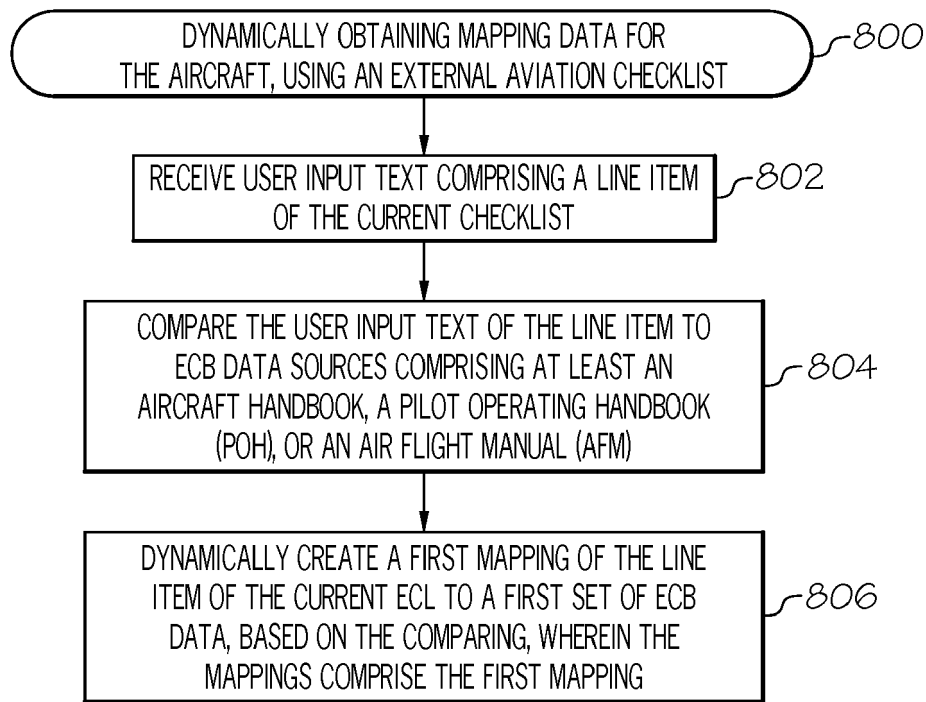 DYNAMICALLY OBTAINING MAPPING DATA FOR
THE AIRCRAFT, USING AN EXTERNAL AVIATION CHECKLIST
800
RECEIVE USER INPUT TEXT COMPRISING A LINE ITEM
OF THE CURRENT CHECKLIST
802
COMPARE THE USER INPUT TEXT OF THE LINE ITEM TO
ECB DATA SOURCES COMPRISING AT LEAST AN
AIRCRAFT HANDBOOK, A PILOT OPERATING HANDBOOK
(POH), OR AN AIR FLIGHT MANUAL (AFM)
804
DYNAMICALLY CREATE A FIRST MAPPING OF THE LINE
ITEM OF THE CURRENT ECL TO A FIRST SET OF ECB
DATA, BASED ON THE COMPARING, WHEREIN THE
MAPPINGS COMPRISE THE FIRST MAPPING
806